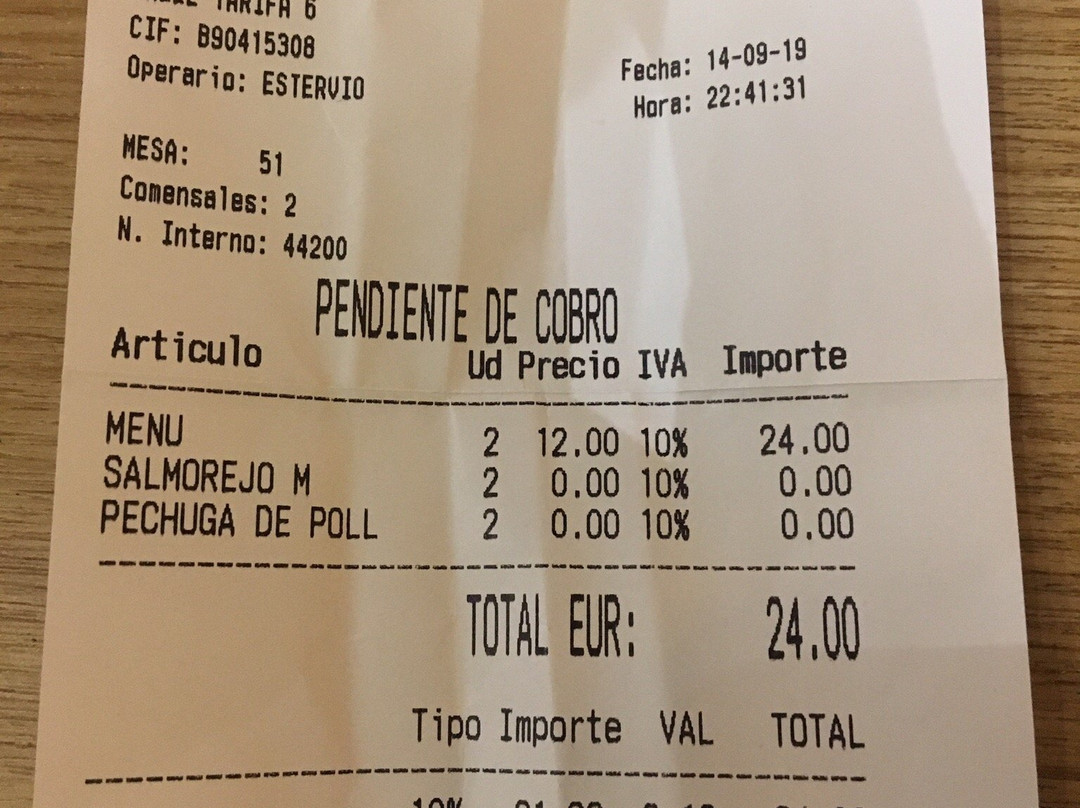 TARIFA 6
CIF: B90415308
Operario: ESTERVIO
Fecha: 14-09-19
Hora: 22:41:31
MESA: 51
Comensales: 2
N. Interno: 44200
PENDIENTE DE COBRO
Articulo Ud Precio IVA Importe
MENU 2 12.00 10% 24.00
SALMOREJO M 2 0.00 10% 0.00
PECHUGA DE POLL 2 0.00 10% 0.00
TOTAL EUR: 24.00
Tipo Importe VAL TOTAL
10%